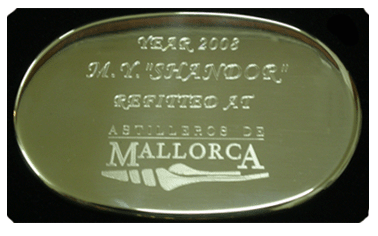 YEAR 2008
M.Y. "SHANDOR"
REFITTED AT
ASTILLEROS DE
MALLORCA